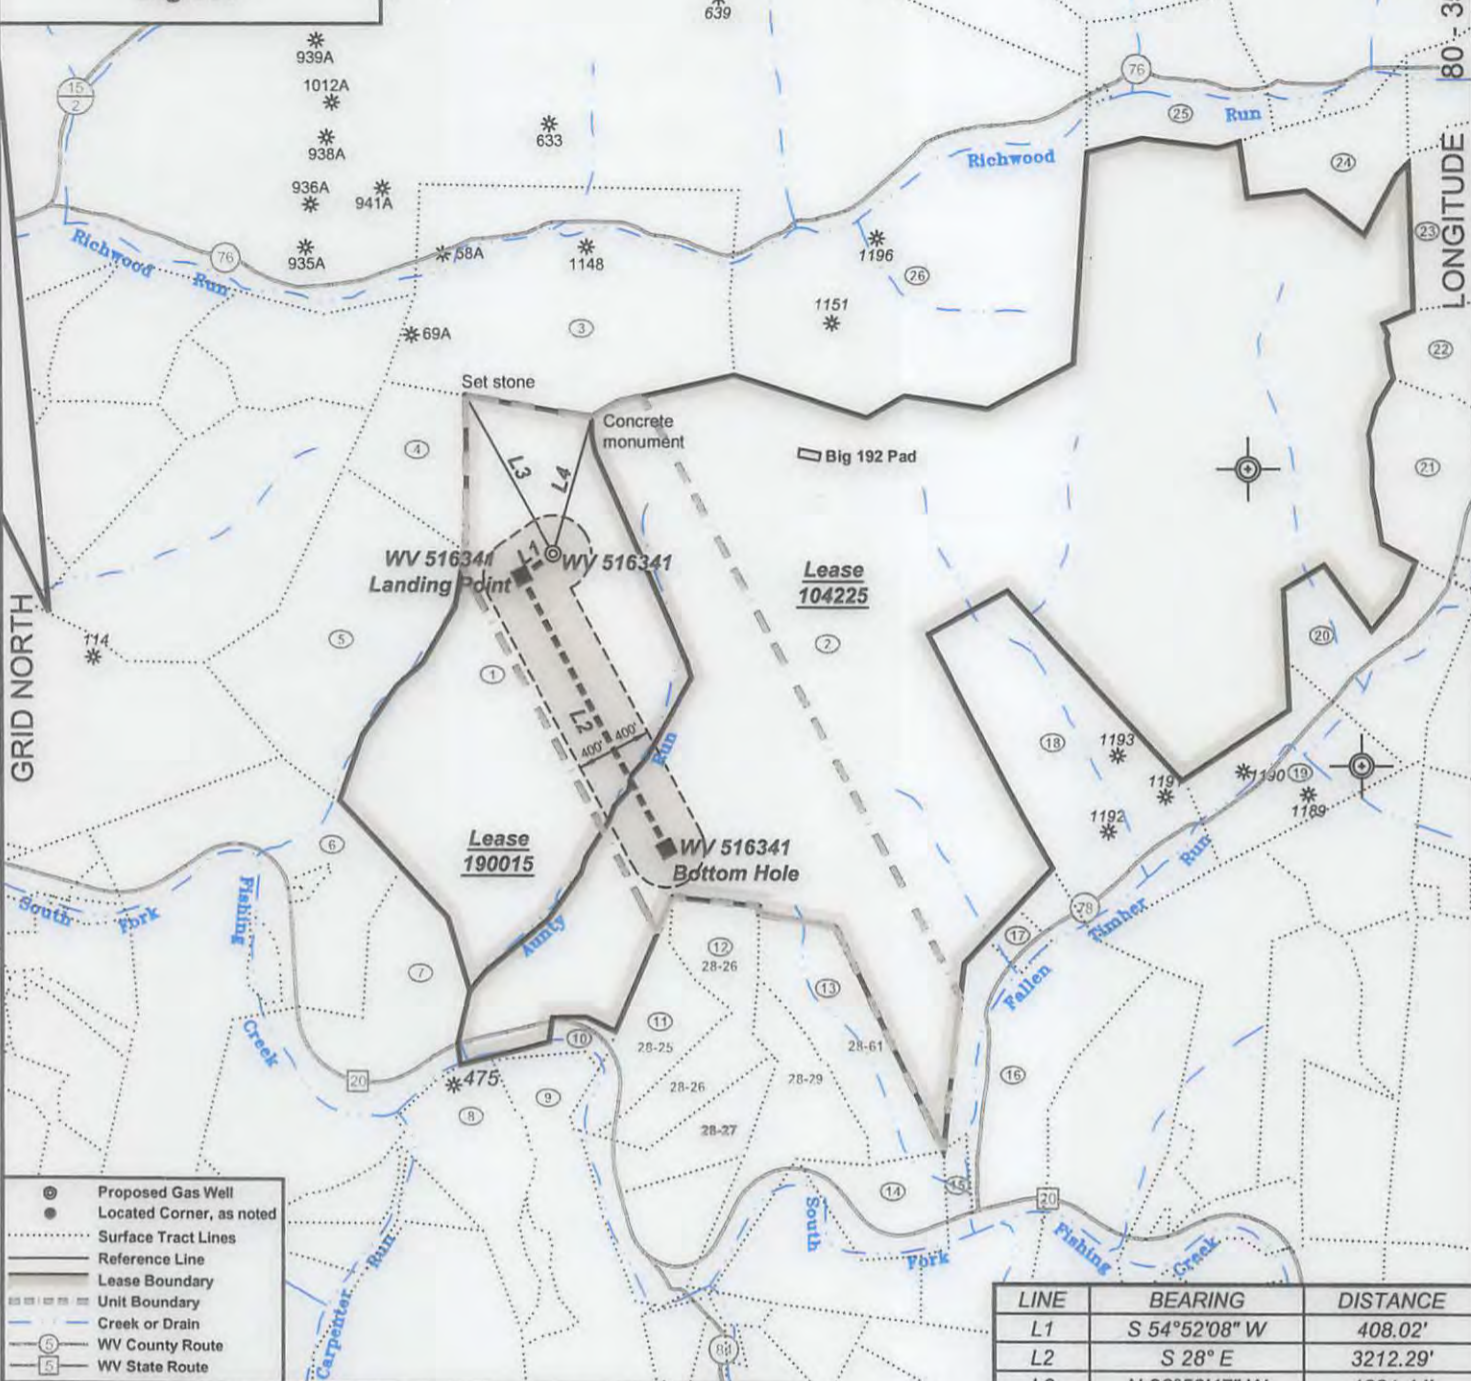 639
939A
1012A
938A
936A
941A
935A
633
15
2
76
Richwood
Run
58A
1148
1196
26
1151
69A
3
76
25
Run
Richwood
24
23
22
21
LONGITUDE 80 -
Set stone
Concrete
monument
4
L3
L4
Big 192 Pad
L1
WV 516341
Landing Point
WV 516341
Lease
104225
2
GRID NORTH
114
5
1
L2
400' 400'
Run
20
18
1193
1190
19
1189
1192
Lease
190015
WV 516341
Bottom Hole
6
South
Fork
Fishing
Creek
7
Aunty
12
28-26
13
11
28-25
28-61
10
28-26
28-29
28-27
78
Timber
Run
17
Fallen
16
20
475
8
9
14
15
20
South
Fork
Fishing
Creek
Carpenter
Run
Proposed Gas Well
Located Corner, as noted
Surface Tract Lines
Reference Line
Lease Boundary
Unit Boundary
Creek or Drain
5 WV County Route
5 WV State Route
LINE BEARING DISTANCE
L1 S 54°52'08" W 408.02'
L2 S 28° E 3212.29'